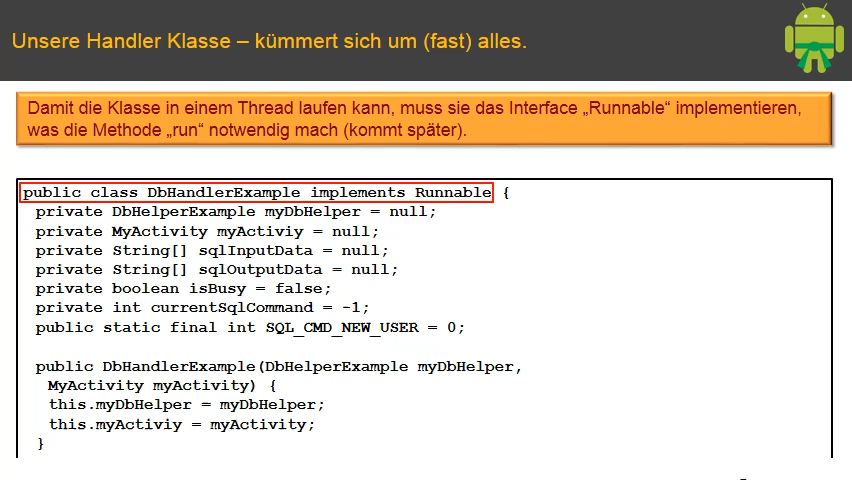 Unsere Handler Klasse – kümmert sich um (fast) alles.
Damit die Klasse in einem Thread laufen kann, muss sie das Interface „Runnable“ implementieren,
was die Methode „run“ notwendig mach (kommt später).
public class DbHandlerExample implements Runnable {
private DbHelperExample myDbHelper = null;
private MyActivity myActiviy = null;
private String[] sqlInputData = null;
private String[] sqlOutputData = null;
private boolean isBusy = false;
private int currentSqlCommand = -1;
public static final int SQL_CMD_NEW_USER = 0;
public DbHandlerExample(DbHelperExample myDbHelper,
MyActivity myActivity) {
this.myDbHelper = myDbHelper;
this.myActiviy = myActivity;
}